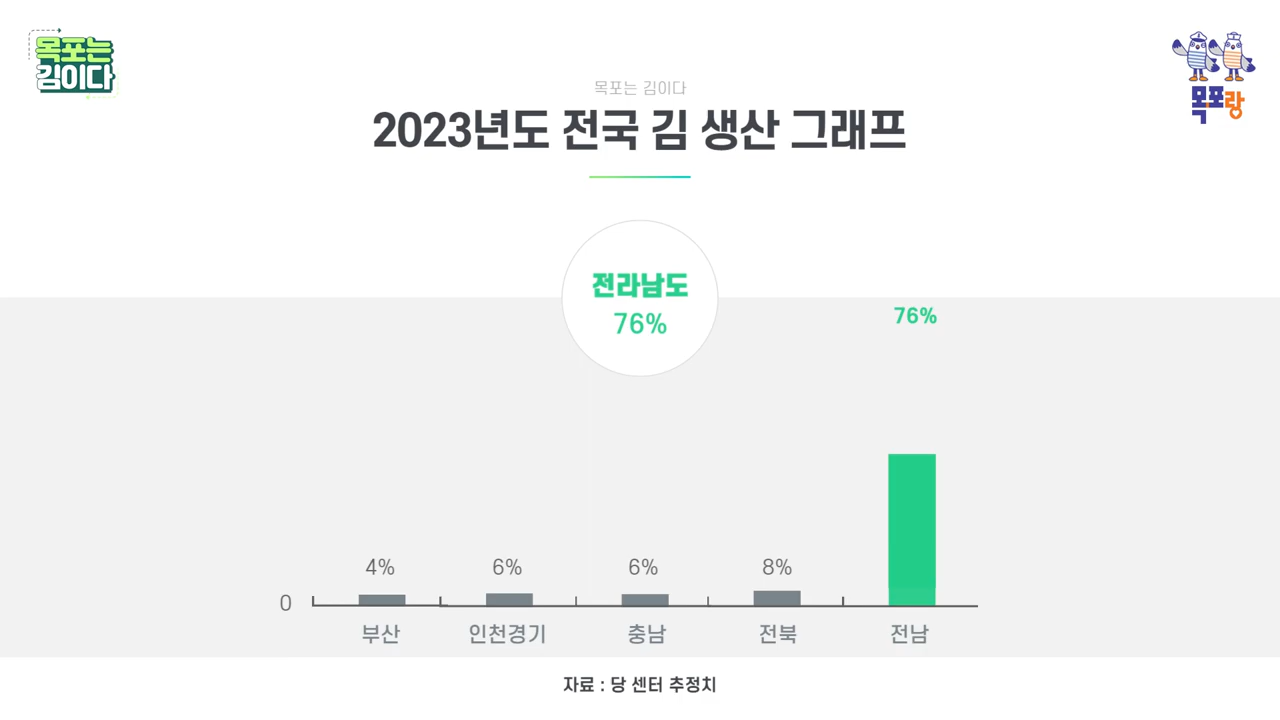 목포는
김이다
목포랑
목포는 김이다
2023년도 전국 김 생산 그래프
전라남도
76%
76%
4%
6%
6%
8%
0
부산
인천경기
충남
전북
전남
자료 : 당 센터 추정치